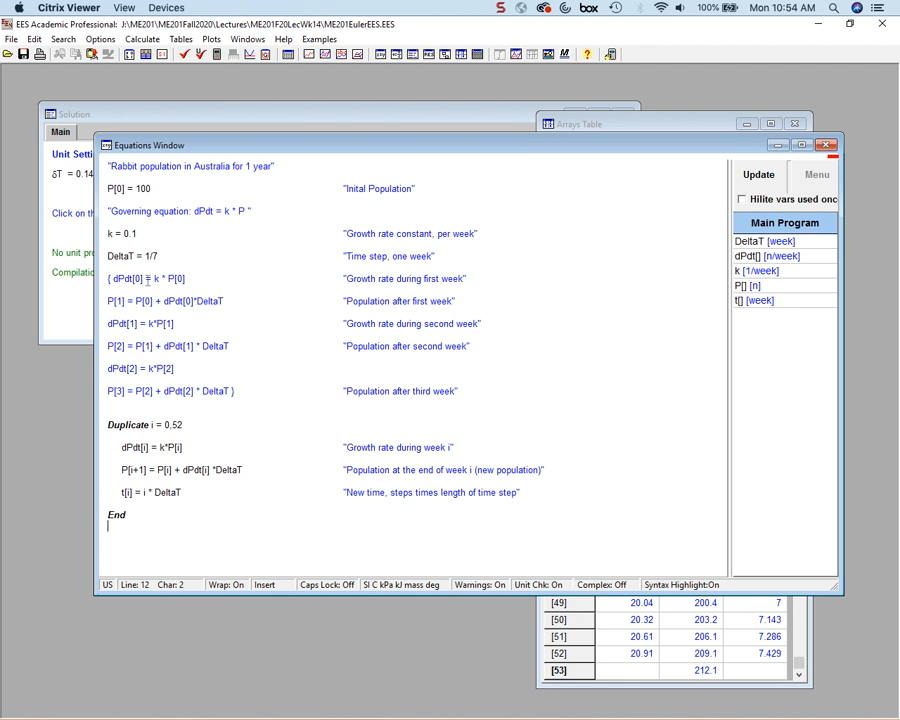 Citrix Viewer View Devices
box 100% Mon 10:54 AM
EES Academic Professional: J:\ME201\ME201Fall2020\Lectures\ME201F20LecWk14\ME201EulerEES.EES
File Edit Search Options Calculate Tables Plots Windows Help Examples
Solution
Main
Unit Setti
δT = 0.14
Click on th
No unit pro
Compilatio
Arrays Table
Equations Window
"Rabbit population in Australia for 1 year"
P[0] = 100 "Inital Population"
"Governing equation: dPdt = k * P "
k = 0.1 "Growth rate constant, per week"
DeltaT = 1/7 "Time step, one week"
{ dPdt[0] = k * P[0] "Growth rate during first week"
P[1] = P[0] + dPdt[0]*DeltaT "Population after first week"
dPdt[1] = k*P[1] "Growth rate during second week"
P[2] = P[1] + dPdt[1] * DeltaT "Population after second week"
dPdt[2] = k*P[2]
P[3] = P[2] + dPdt[2] * DeltaT } "Population after third week"
Duplicate i = 0,52
dPdt[i] = k*P[i] "Growth rate during week i"
P[i+1] = P[i] + dPdt[i] *DeltaT "Population at the end of week i (new population)"
t[i] = i * DeltaT "New time, steps times length of time step"
End
Update Menu
Hilite vars used onc
Main Program
DeltaT [week]
dPdt[] [n/week]
k [1/week]
P[] [n]
t[] [week]
US Line: 12 Char: 2 Wrap: On Insert Caps Lock: Off SI C kPa kJ mass deg Warnings: On Unit Chk: On Complex: Off Syntax Highlight:On
[49] 20.04 200.4 7
[50] 20.32 203.2 7.143
[51] 20.61 206.1 7.286
[52] 20.91 209.1 7.429
[53] 212.1